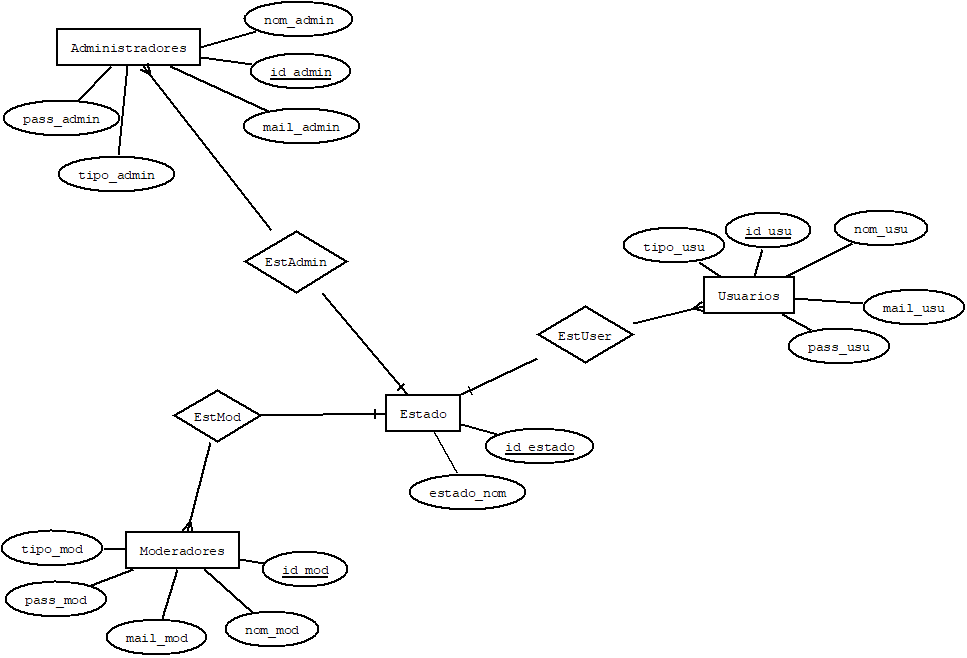 nom_admin
Administradores
id_admin
pass_admin
mail_admin
tipo_admin
id_usu
nom_usu
tipo_usu
EstAdmin
Usuarios
mail_usu
EstUser
pass_usu
EstMod
Estado
id_estado
estado_nom
tipo_mod
Moderadores
id_mod
pass_mod
nom_mod
mail_mod